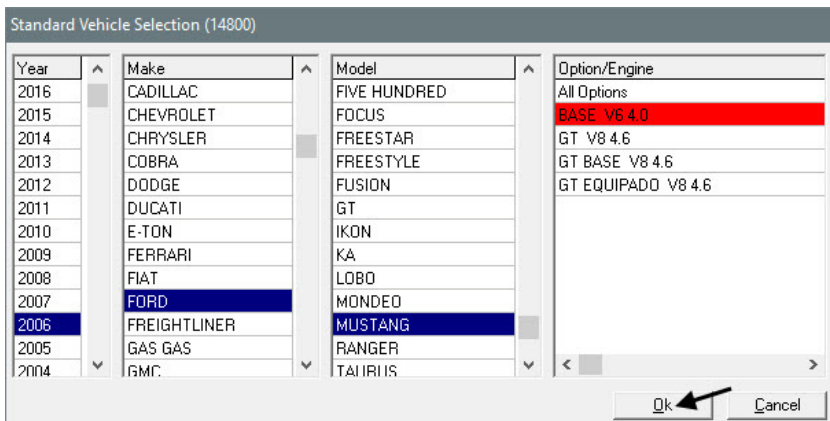 Standard Vehicle Selection (14800)
Year
2016
2015
2014
2013
2012
2011
2010
2009
2008
2007
2006
2005
2004
Make
CADILLAC
CHEVROLET
CHRYSLER
COBRA
DODGE
DUCATI
E-TON
FERRARI
FIAT
FORD
FREIGHTLINER
GAS GAS
GMC
Model
FIVE HUNDRED
FOCUS
FREESTAR
FREESTYLE
FUSION
GT
IKON
KA
LOBO
MONDEO
MUSTANG
RANGER
TAURUS
Option/Engine
All Options
BASE V6 4.0
GT V8 4.6
GT BASE V8 4.6
GT EQUIPADO V8 4.6
Ok
Cancel